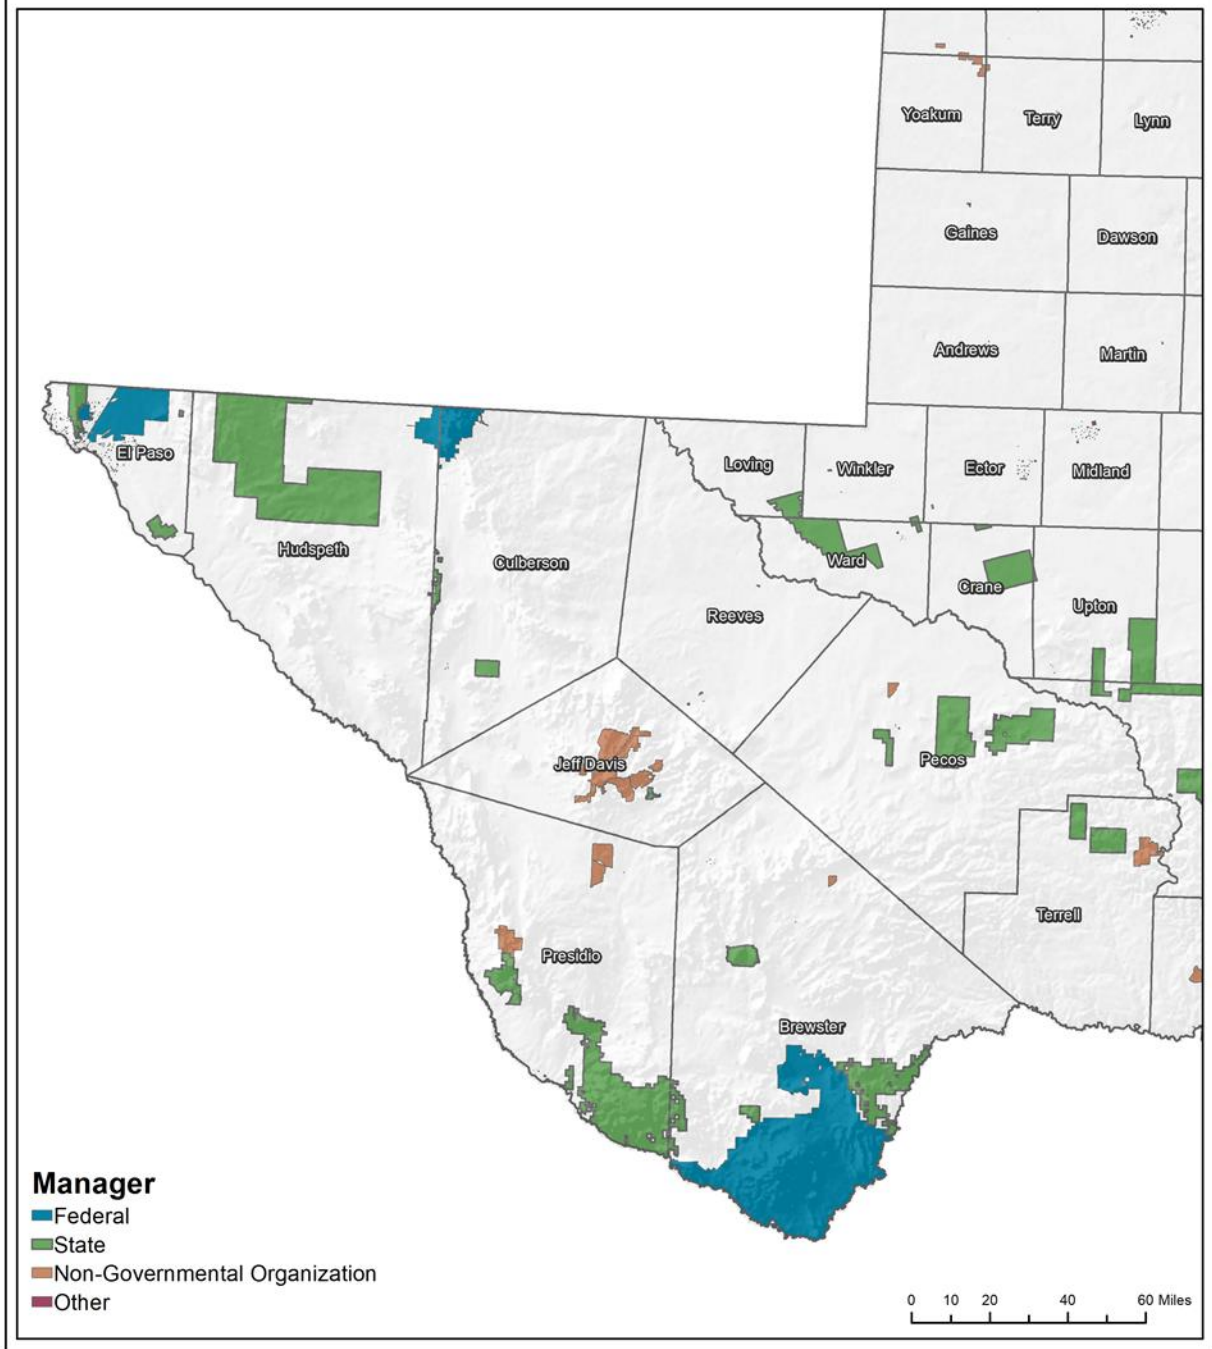 Yoakum
Terry
Lynn
Gaines
Dawson
Andrews
Martin
El Paso
Loving
Winkler
Ector
Midland
Hudspeth
Culberson
Ward
Crane
Reeves
Upton
Jeff Davis
Pecos
Terrell
Presidio
Brewster
Manager
Federal
State
Non-Governmental Organization
Other
0 10 20 40 60 Miles